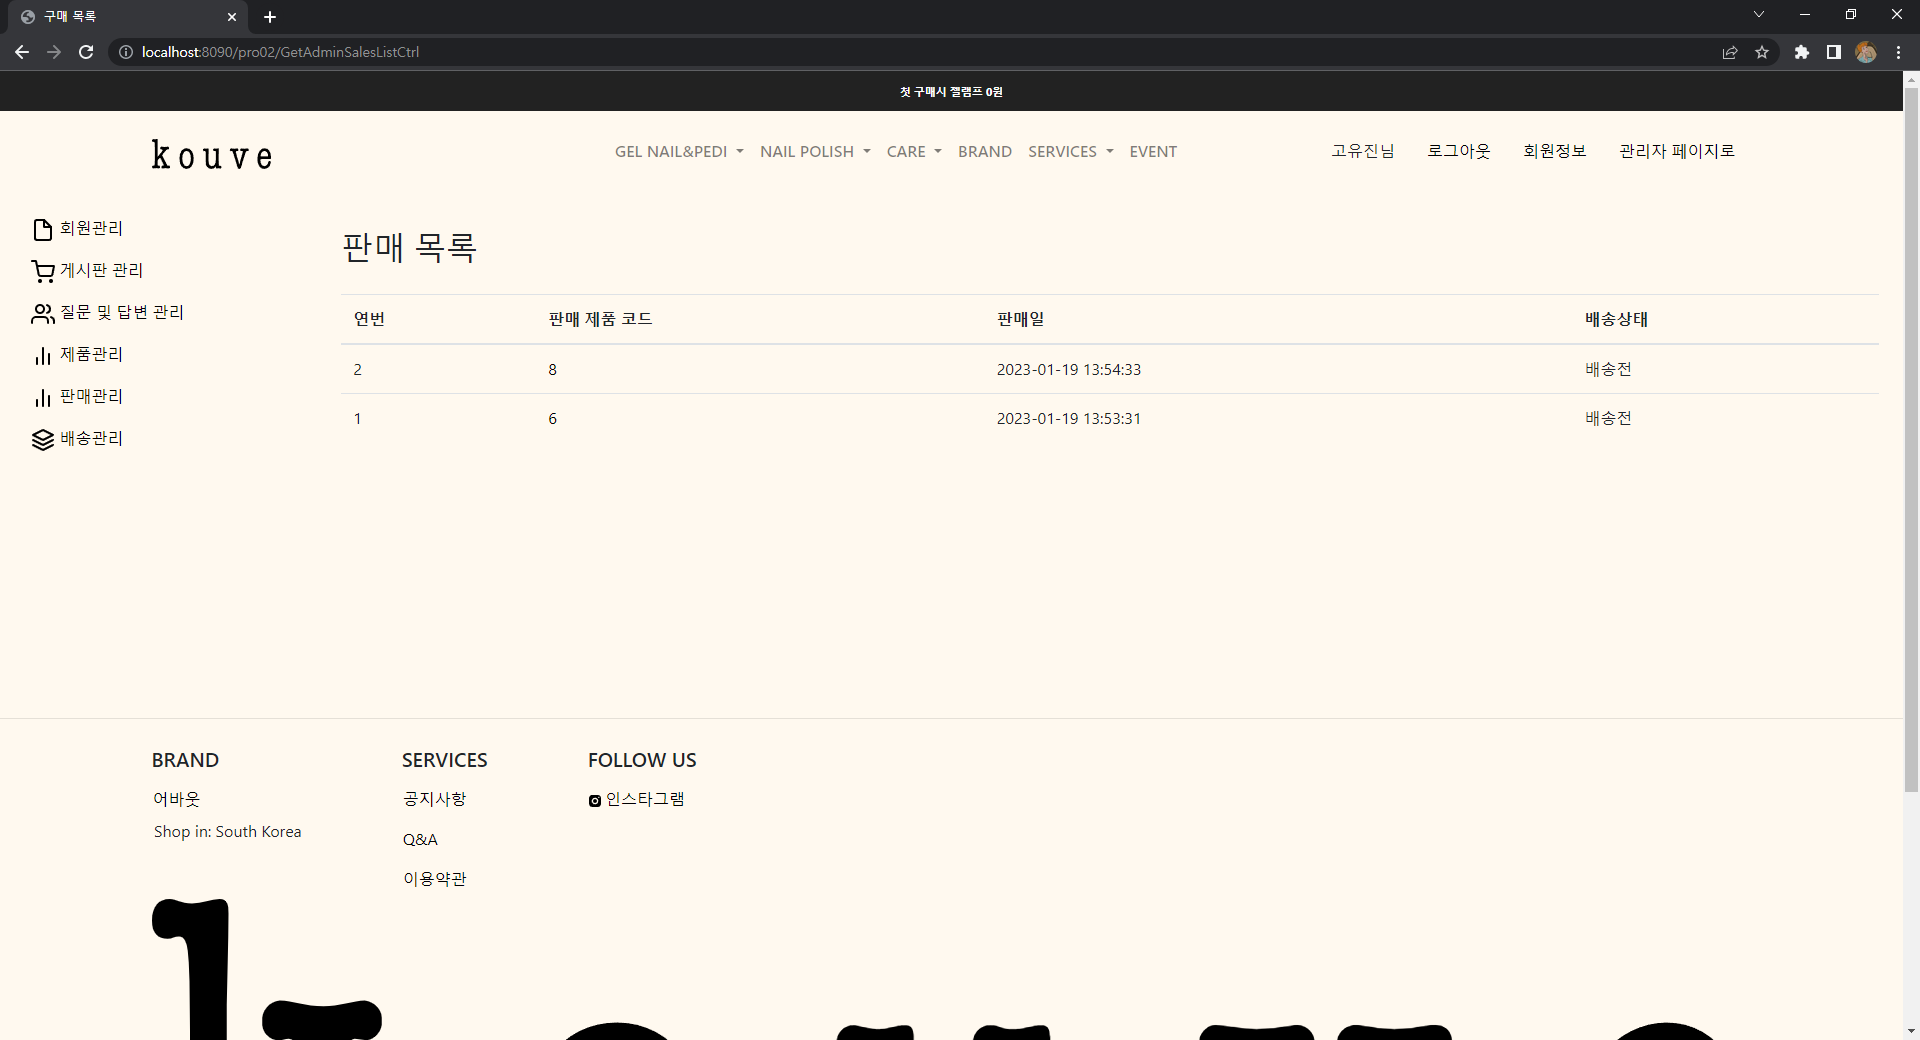 구매 목록
localhost:8090/pro02/GetAdminSalesListCtrl
첫 구매시 젤램프 0원
kouve
GEL NAIL&PEDI NAIL POLISH CARE BRAND SERVICES EVENT
고유진님 로그아웃 회원정보 관리자 페이지로
회원관리
게시판 관리
질문 및 답변 관리
제품관리
판매관리
배송관리
판매 목록
연번 판매 제품 코드 판매일 배송상태
2 8 2023-01-19 13:54:33 배송전
1 6 2023-01-19 13:53:31 배송전
BRAND
어바웃
Shop in: South Korea
SERVICES
공지사항
Q&A
이용약관
FOLLOW US
인스타그램
kouve